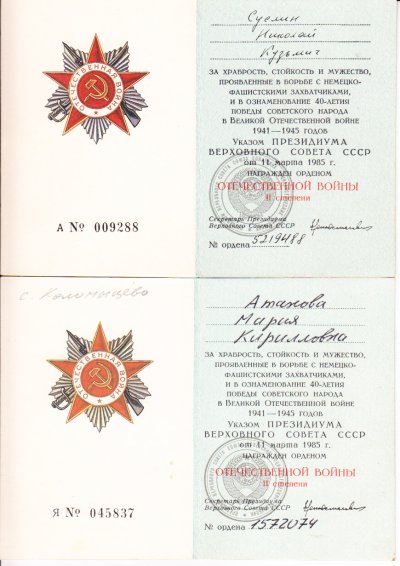 Суслин
Николай
Кузьмич
ОТЕЧЕСТВЕННАЯ ВОЙНА
ЗА ХРАБРОСТЬ, СТОЙКОСТЬ И МУЖЕСТВО,
ПРОЯВЛЕННЫЕ В БОРЬБЕ С НЕМЕЦКО-
ФАШИСТСКИМИ ЗАХВАТЧИКАМИ,
И В ОЗНАМЕНОВАНИЕ 40-ЛЕТИЯ
ПОБЕДЫ СОВЕТСКОГО НАРОДА
В ВЕЛИКОЙ ОТЕЧЕСТВЕННОЙ ВОЙНЕ
1941—1945 ГОДОВ
УКАЗОМ ПРЕЗИДИУМА
ВЕРХОВНОГО СОВЕТА СССР
от 11 марта 1985 г.
НАГРАЖДЕН ОРДЕНОМ
ОТЕЧЕСТВЕННОЙ ВОЙНЫ
II степени
А № 009288
Секретарь Президиума
Верховного Совета СССР
№ ордена 5219488
с. Коломыцево
Атахова
Мария
Кирилловна
ОТЕЧЕСТВЕННАЯ ВОЙНА
ЗА ХРАБРОСТЬ, СТОЙКОСТЬ И МУЖЕСТВО,
ПРОЯВЛЕННЫЕ В БОРЬБЕ С НЕМЕЦКО-
ФАШИСТСКИМИ ЗАХВАТЧИКАМИ,
И В ОЗНАМЕНОВАНИЕ 40-ЛЕТИЯ
ПОБЕДЫ СОВЕТСКОГО НАРОДА
В ВЕЛИКОЙ ОТЕЧЕСТВЕННОЙ ВОЙНЕ
1941—1945 ГОДОВ
УКАЗОМ ПРЕЗИДИУМА
ВЕРХОВНОГО СОВЕТА СССР
от 11 марта 1985 г.
НАГРАЖДЕН ОРДЕНОМ
ОТЕЧЕСТВЕННОЙ ВОЙНЫ
II степени
Я № 045837
Секретарь Президиума
Верховного Совета СССР
№ ордена 1572074